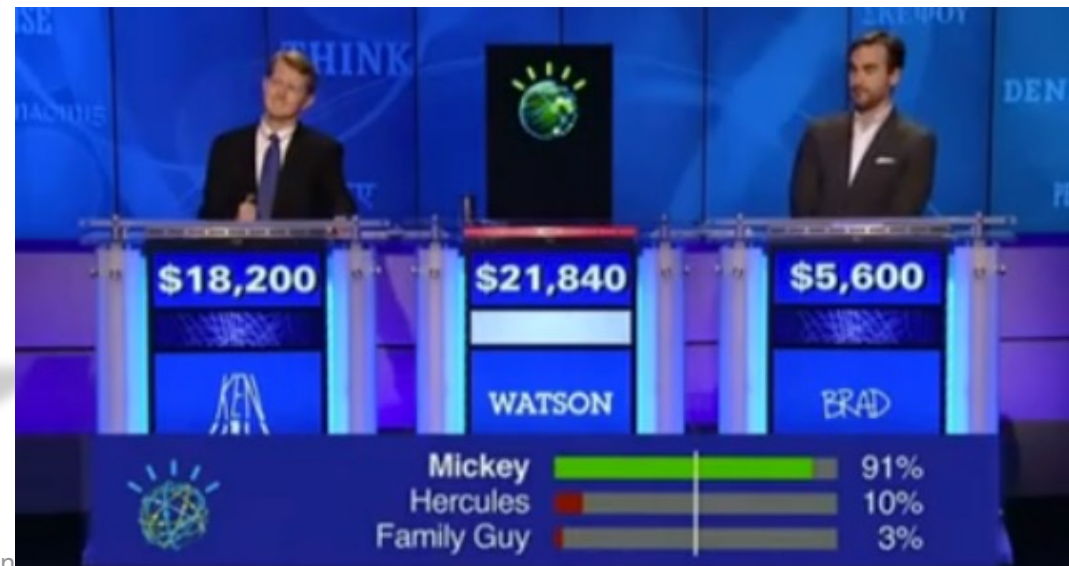 THINK
$18,200
$21,840
$5,600
KEN
WATSON
BRAD
Mickey 91%
Hercules 10%
Family Guy 3%
n